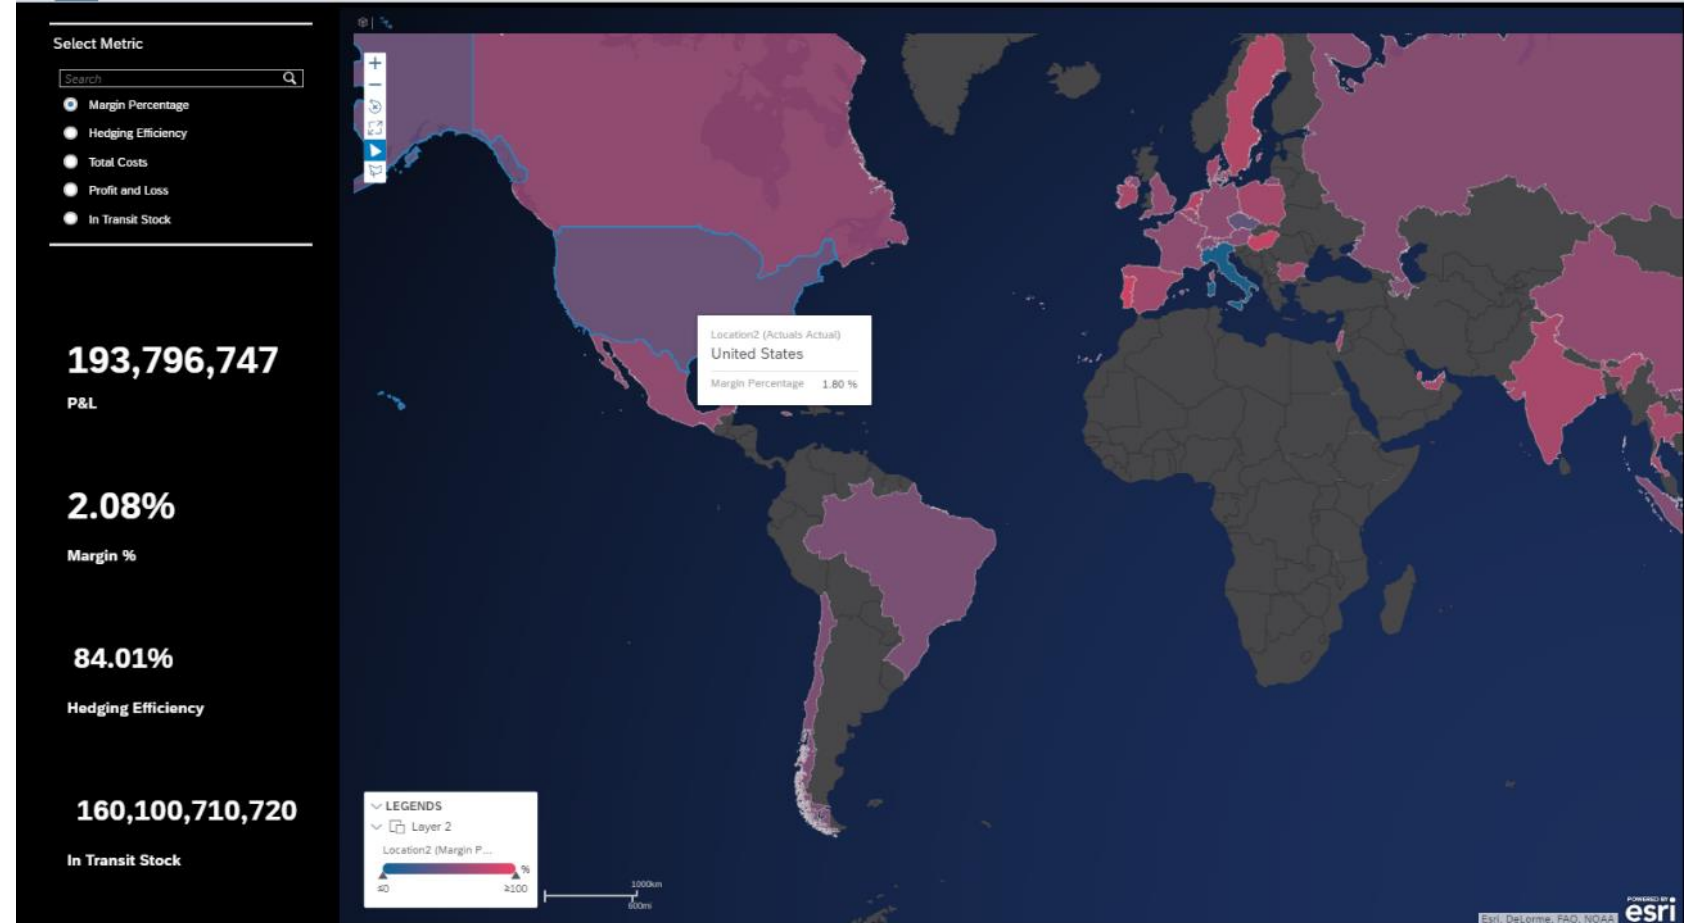 Select Metric
Search
Margin Percentage
Hedging Efficiency
Total Costs
Profit and Loss
In Transit Stock
193,796,747
P&L
2.08%
Margin %
84.01%
Hedging Efficiency
160,100,710,720
In Transit Stock
Location2 (Actuals Actual)
United States
Margin Percentage 1.80 %
LEGENDS
Layer 2
Location2 (Margin P...
%
≤0 ≥100
1000km
600mi
Esri, DeLorme, FAO, NOAA
POWERED BY
esri